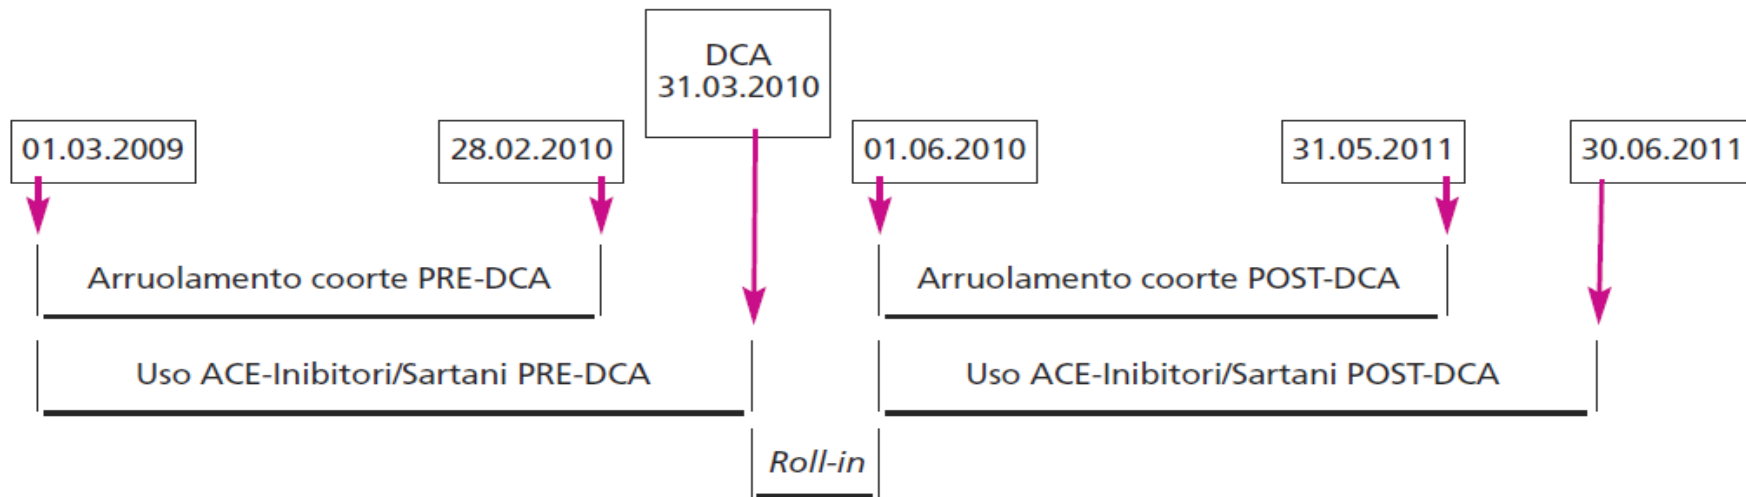 DCA
31.03.2010
01.03.2009
28.02.2010
01.06.2010
31.05.2011
30.06.2011
Arruolamento coorte PRE-DCA
Arruolamento coorte POST-DCA
Uso ACE-Inibitori/Sartani PRE-DCA
Uso ACE-Inibitori/Sartani POST-DCA
Roll-in